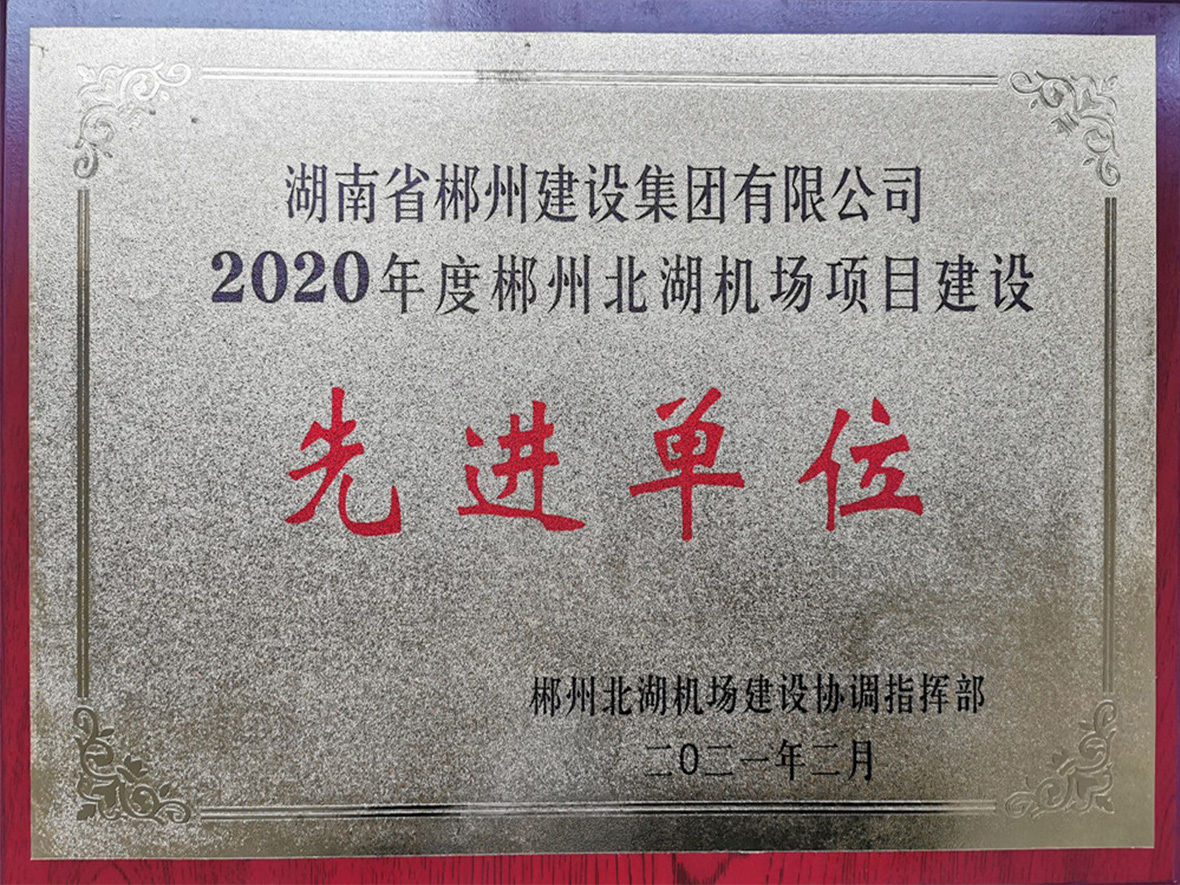 湖南省郴州建设集团有限公司
2020年度郴州北湖机场项目建设
先进单位
郴州北湖机场建设协调指挥部
二〇二一年二月